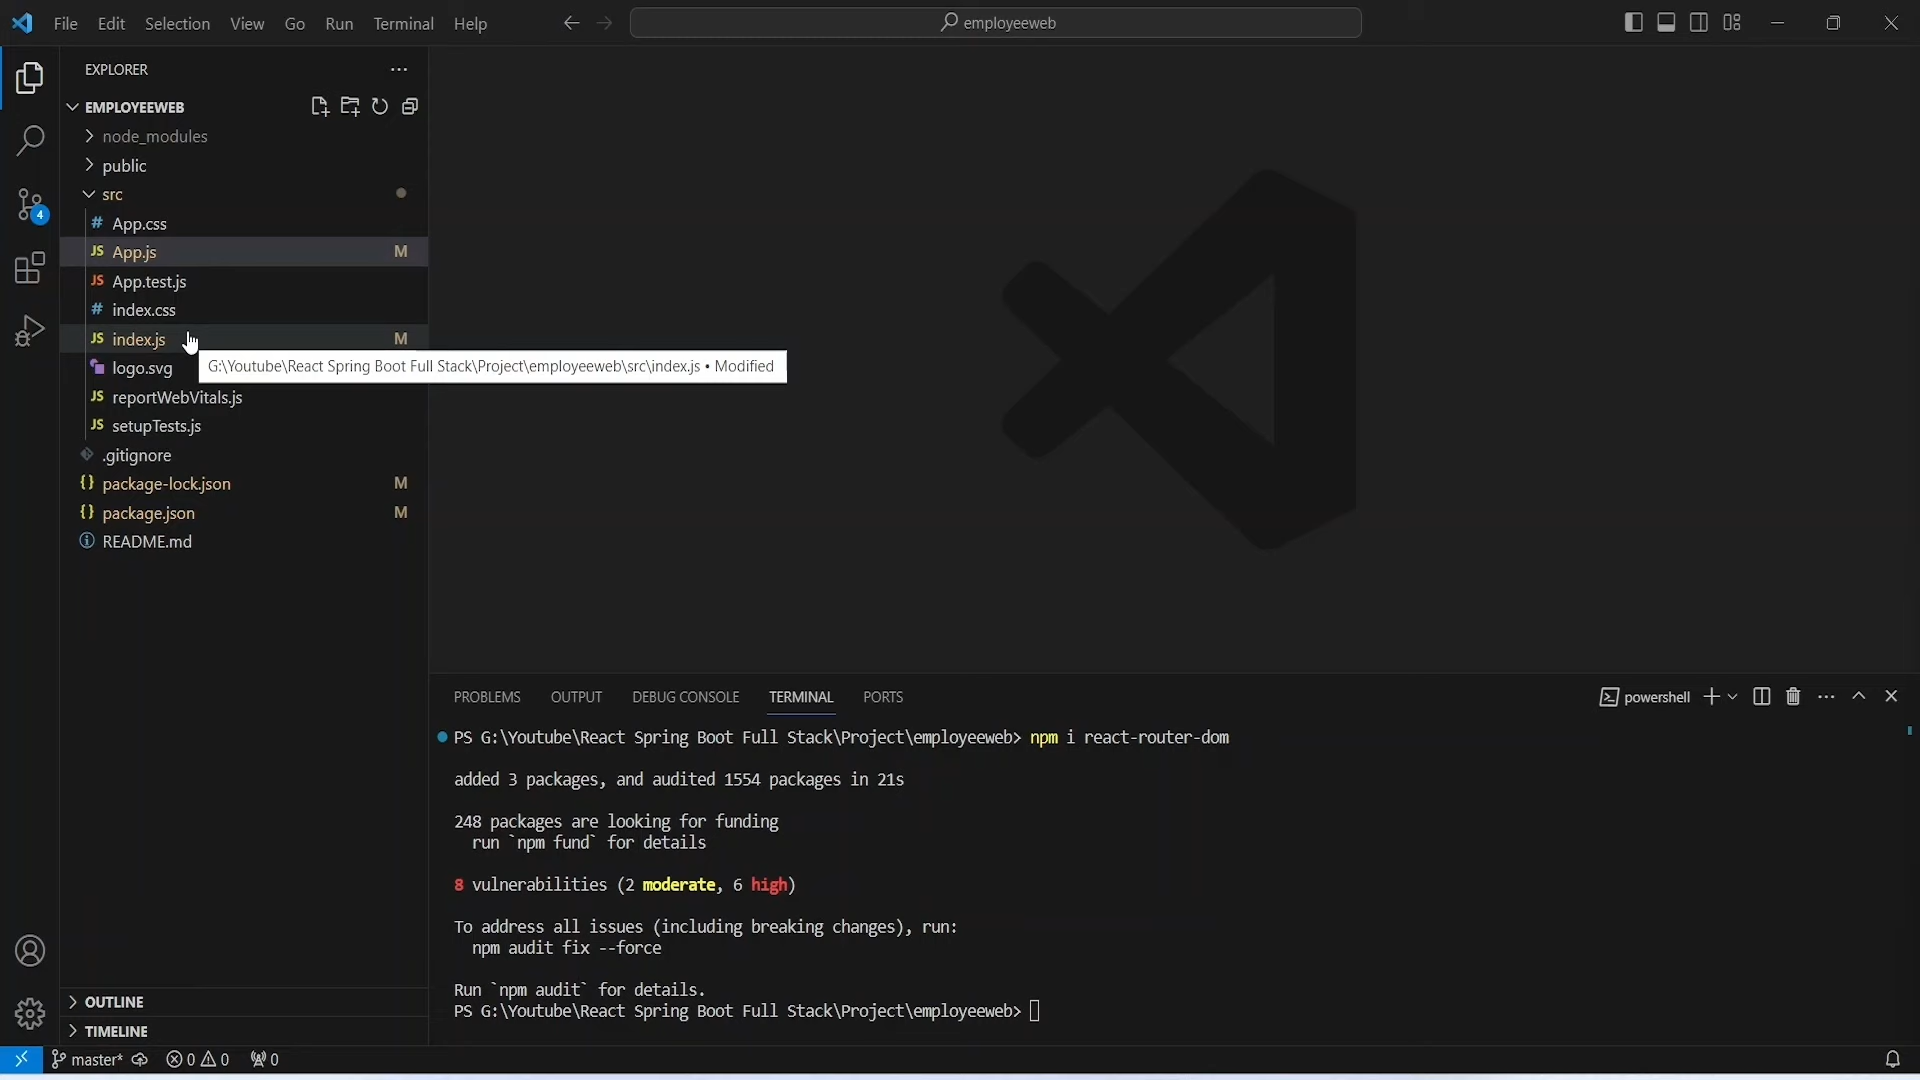 File Edit Selection View Go Run Terminal Help
employeeweb
EXPLORER
EMPLOYEEWEB
node_modules
public
src
# App.css
JS App.js M
JS App.test.js
# index.css
JS index.js M
G:\Youtube\React Spring Boot Full Stack\Project\employeeweb\src\index.js • Modified
logo.svg
JS reportWebVitals.js
JS setupTests.js
.gitignore
{} package-lock.json M
{} package.json M
README.md
4
OUTLINE
TIMELINE
PROBLEMS OUTPUT DEBUG CONSOLE TERMINAL PORTS
powershell
PS G:\Youtube\React Spring Boot Full Stack\Project\employeeweb> npm i react-router-dom
added 3 packages, and audited 1554 packages in 21s
248 packages are looking for funding
run `npm fund` for details
8 vulnerabilities (2 moderate, 6 high)
To address all issues (including breaking changes), run:
npm audit fix --force
Run `npm audit` for details.
PS G:\Youtube\React Spring Boot Full Stack\Project\employeeweb>
master* 0 0 0